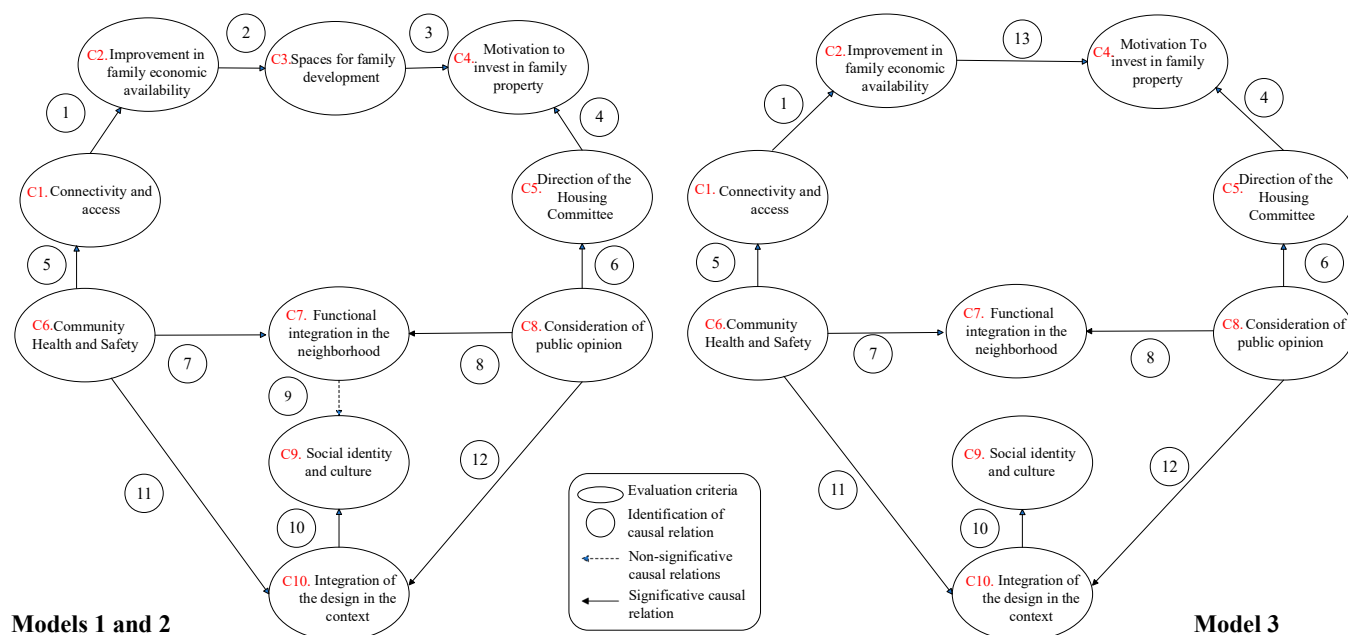 2
3
13
C2. Improvement in
family economic
availability
C3. Spaces for family
development
C4.. Motivation to
invest in family
property
C2. Improvement in
family economic
availability
C4. Motivation To
invest in family
property
1
4
1
4
C1. Connectivity and
access
C5. Direction of the
Housing
Committee
C1. Connectivity and
access
C5. Direction of the
Housing
Committee
5
6
5
6
C6. Community
Health and Safety
C7. Functional
integration in the
neighborhood
C8. Consideration of
public opinion
C6. Community
Health and Safety
C7. Functional
integration in the
neighborhood
C8. Consideration of
public opinion
7
8
7
8
9
C9. Social identity
and culture
12
C9. Social identity
and culture
12
11
11
10
10
Evaluation criteria
Identification of
causal relation
Non-significative
causal relations
Significative causal
relation
C10. Integration of
the design in the
context
C10. Integration of
the design in the
context
Models 1 and 2
Model 3